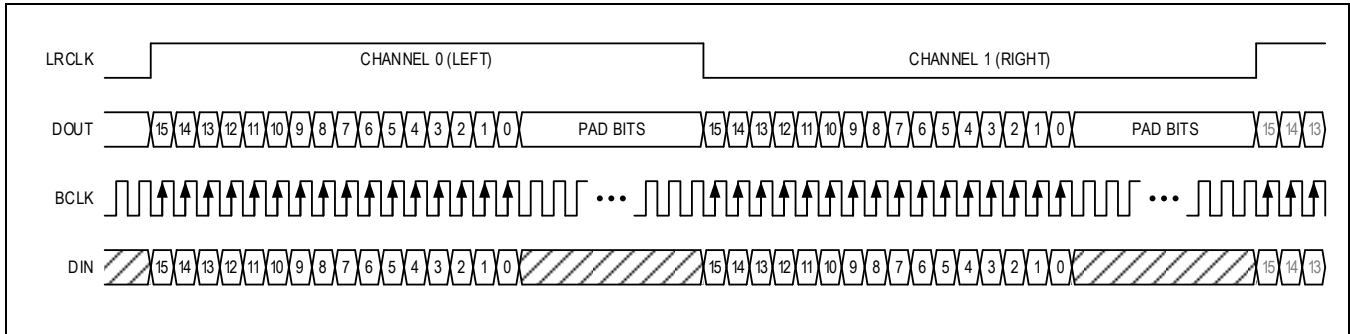 LRCLK CHANNEL 0 (LEFT) CHANNEL 1 (RIGHT)
DOUT 15 14 13 12 11 10 9 8 7 6 5 4 3 2 1 0 PAD BITS 15 14 13 12 11 10 9 8 7 6 5 4 3 2 1 0 PAD BITS 15 14 13
BCLK
DIN 15 14 13 12 11 10 9 8 7 6 5 4 3 2 1 0 15 14 13 12 11 10 9 8 7 6 5 4 3 2 1 0 15 14 13